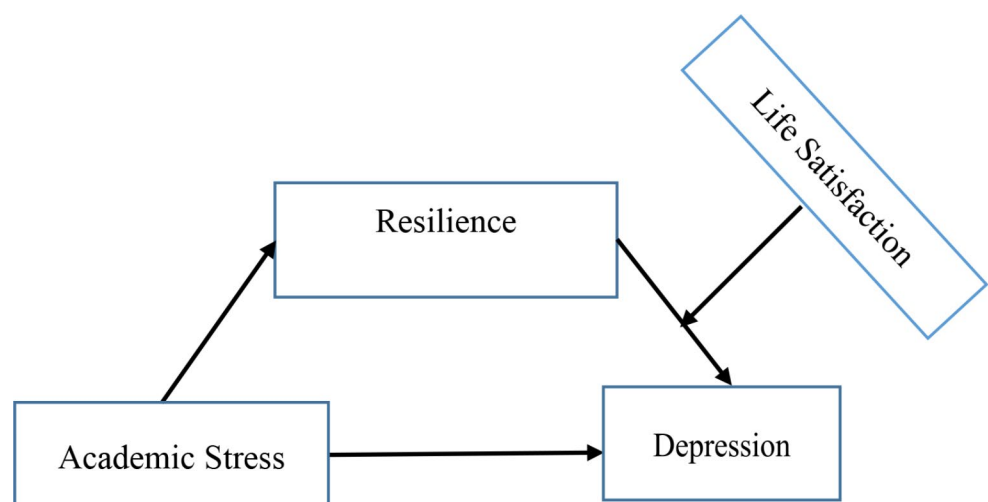 Life Satisfaction
Resilience
Academic Stress
Depression